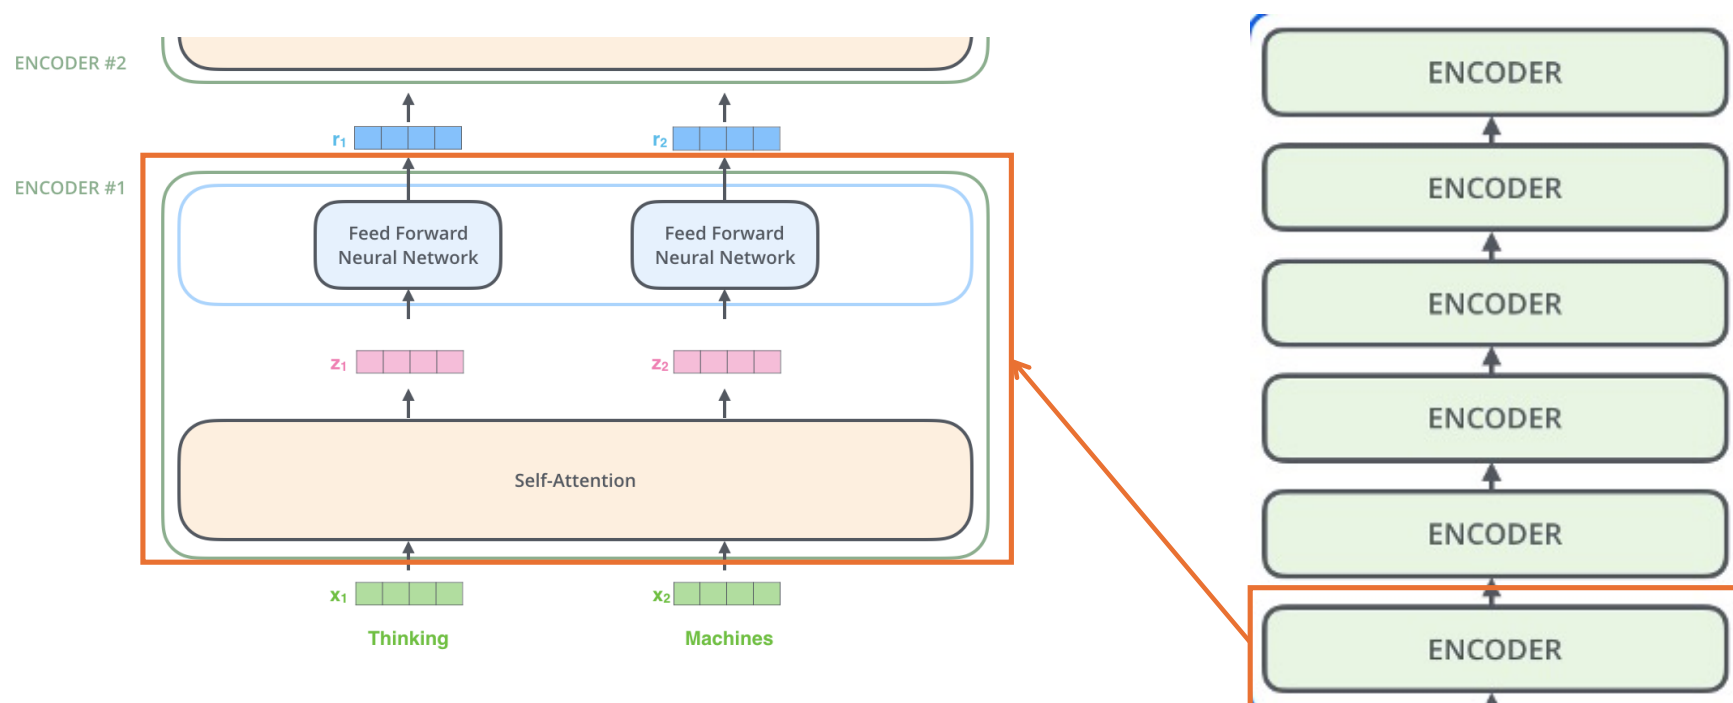 ENCODER #2
r₁
r₂
ENCODER #1
Feed Forward
Neural Network
Feed Forward
Neural Network
z₁
z₂
Self-Attention
x₁
x₂
Thinking
Machines
ENCODER
ENCODER
ENCODER
ENCODER
ENCODER
ENCODER